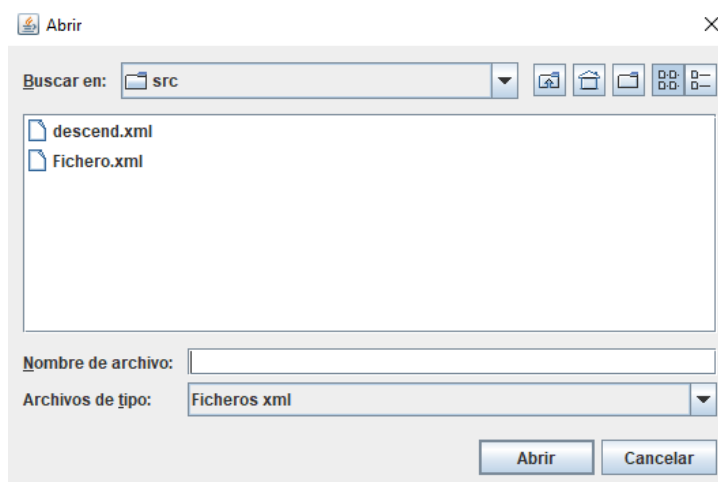 Abrir
Buscar en: src
descend.xml
Fichero.xml
Nombre de archivo:
Archivos de tipo: Ficheros xml
Abrir Cancelar